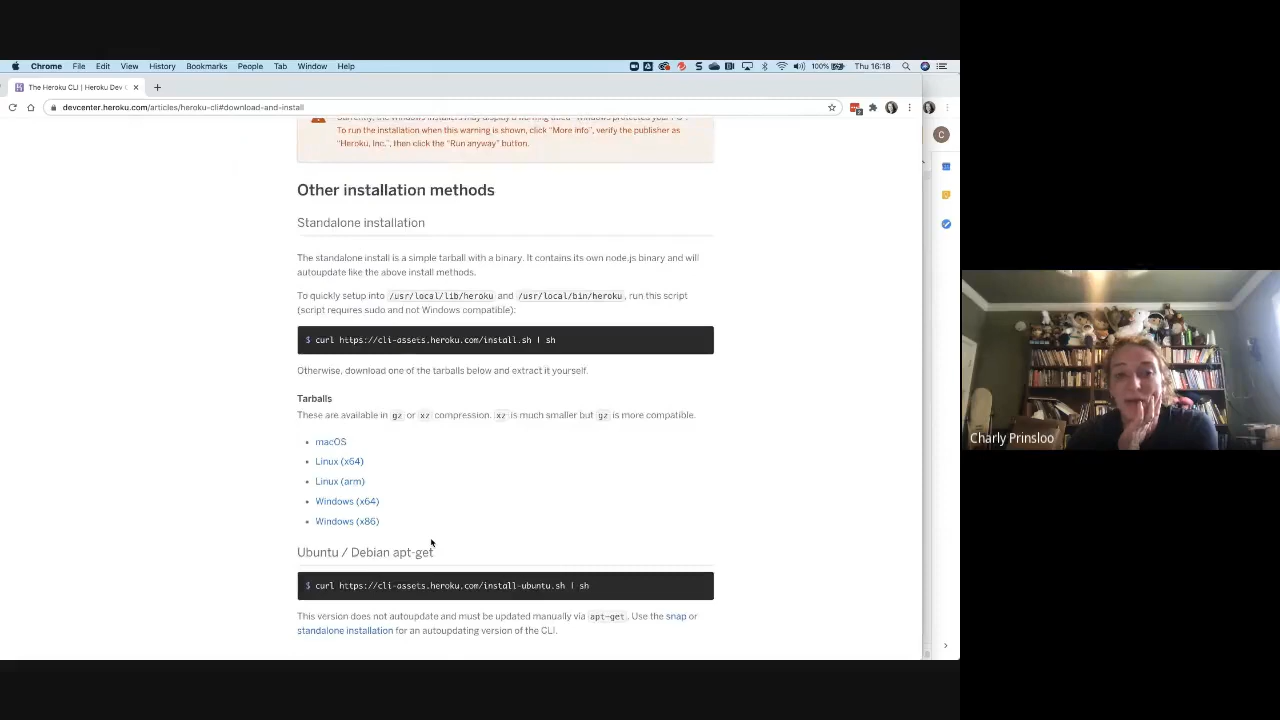 Chrome File Edit View History Bookmarks People Tab Window Help 100% Thu 16:18
The Heroku CLI | Heroku Dev C
devcenter.heroku.com/articles/heroku-cli#download-and-install
C
To run the installation when this warning is shown, click “More info”, verify the publisher as
“Heroku, Inc.”, then click the “Run anyway” button.
Other installation methods
Standalone installation
The standalone install is a simple tarball with a binary. It contains its own node.js binary and will
autoupdate like the above install methods.
To quickly setup into /usr/local/lib/heroku and /usr/local/bin/heroku, run this script
(script requires sudo and not Windows compatible):
$ curl https://cli-assets.heroku.com/install.sh | sh
Otherwise, download one of the tarballs below and extract it yourself.
Tarballs
These are available in gz or xz compression. xz is much smaller but gz is more compatible.
• macOS
• Linux (x64)
• Linux (arm)
• Windows (x64)
• Windows (x86)
Ubuntu / Debian apt-get
$ curl https://cli-assets.heroku.com/install-ubuntu.sh | sh
This version does not autoupdate and must be updated manually via apt-get. Use the snap or
standalone installation for an autoupdating version of the CLI.
Charly Prinsloo